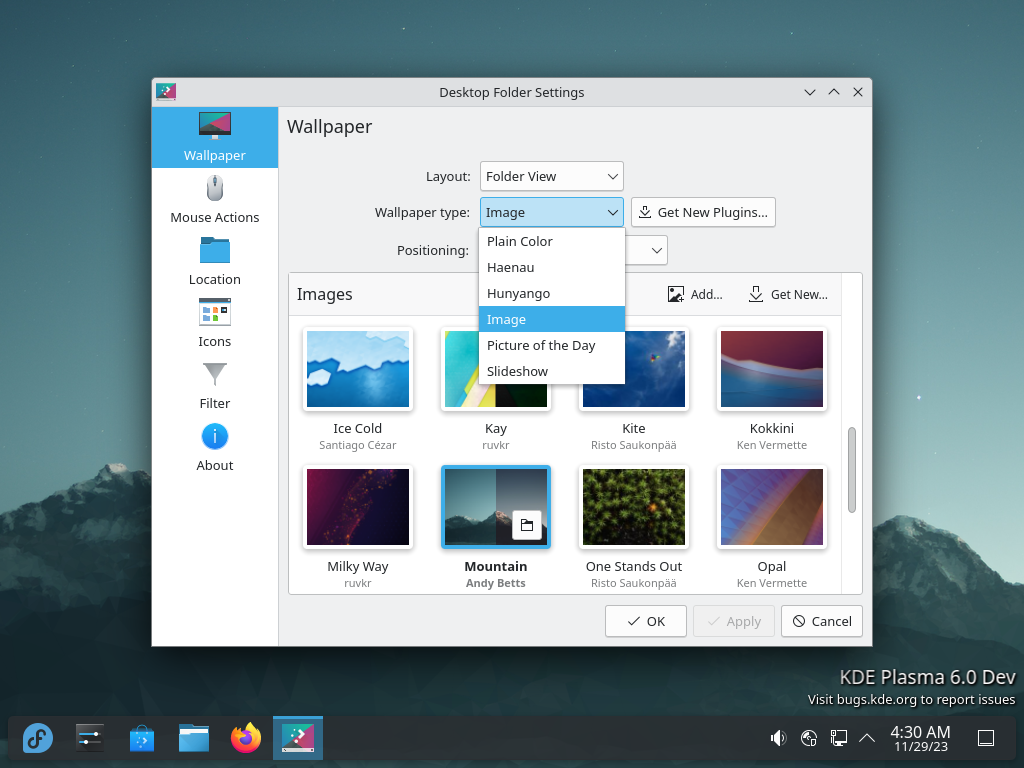 Desktop Folder Settings
Wallpaper
Mouse Actions
Location
Icons
Filter
About
Wallpaper
Layout: Folder View
Wallpaper type: Image Get New Plugins...
Positioning:
Plain Color
Haenau
Hunyango
Image
Picture of the Day
Slideshow
Images Add... Get New...
Ice Cold Kay Kite Kokkini
Santiago Cézar ruvkr Risto Saukonpää Ken Vermette
Milky Way Mountain One Stands Out Opal
ruvkr Andy Betts Risto Saukonpää Ken Vermette
OK Apply Cancel
KDE Plasma 6.0 Dev
Visit bugs.kde.org to report issues
4:30 AM
11/29/23